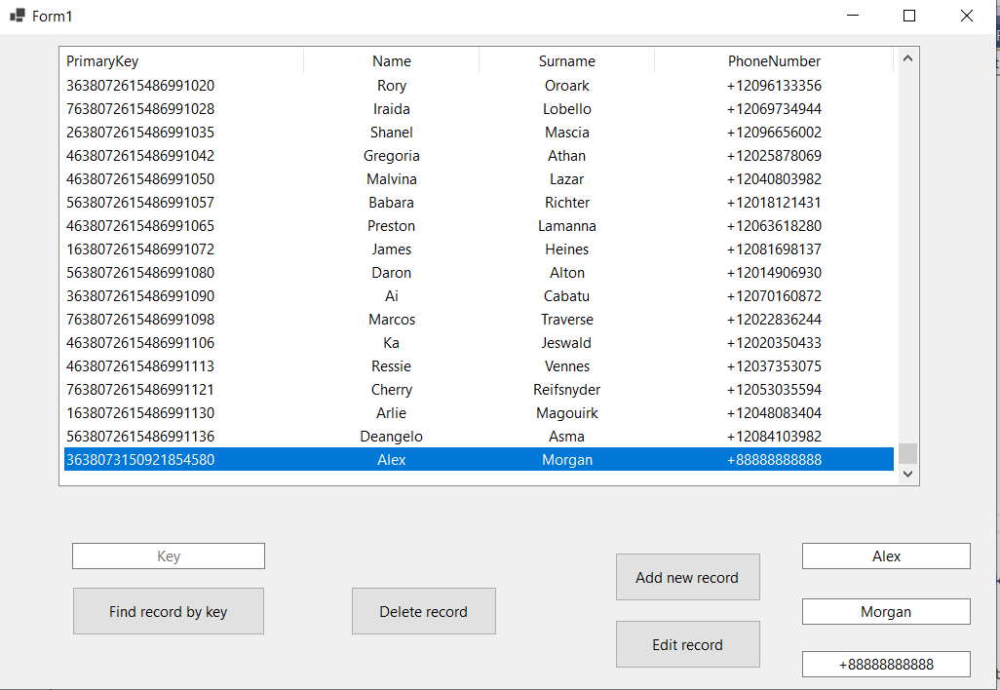 Form1
PrimaryKey Name Surname PhoneNumber
3638072615486991020 Rory Oroark +12096133356
7638072615486991028 Iraida Lobello +12069734944
2638072615486991035 Shanel Mascia +12096656002
4638072615486991042 Gregoria Athan +12025878069
4638072615486991050 Malvina Lazar +12040803982
5638072615486991057 Babara Richter +12018121431
4638072615486991065 Preston Lamanna +12063618280
1638072615486991072 James Heines +12081698137
5638072615486991080 Daron Alton +12014906930
3638072615486991090 Ai Cabatu +12070160872
7638072615486991098 Marcos Traverse +12022836244
4638072615486991106 Ka Jeswald +12020350433
4638072615486991113 Ressie Vennes +12037353075
7638072615486991121 Cherry Reifsnyder +12053035594
1638072615486991130 Arlie Magouirk +12048083404
5638072615486991136 Deangelo Asma +12084103982
3638073150921854580 Alex Morgan +88888888888
Key
Find record by key
Delete record
Add new record
Edit record
Alex
Morgan
+88888888888